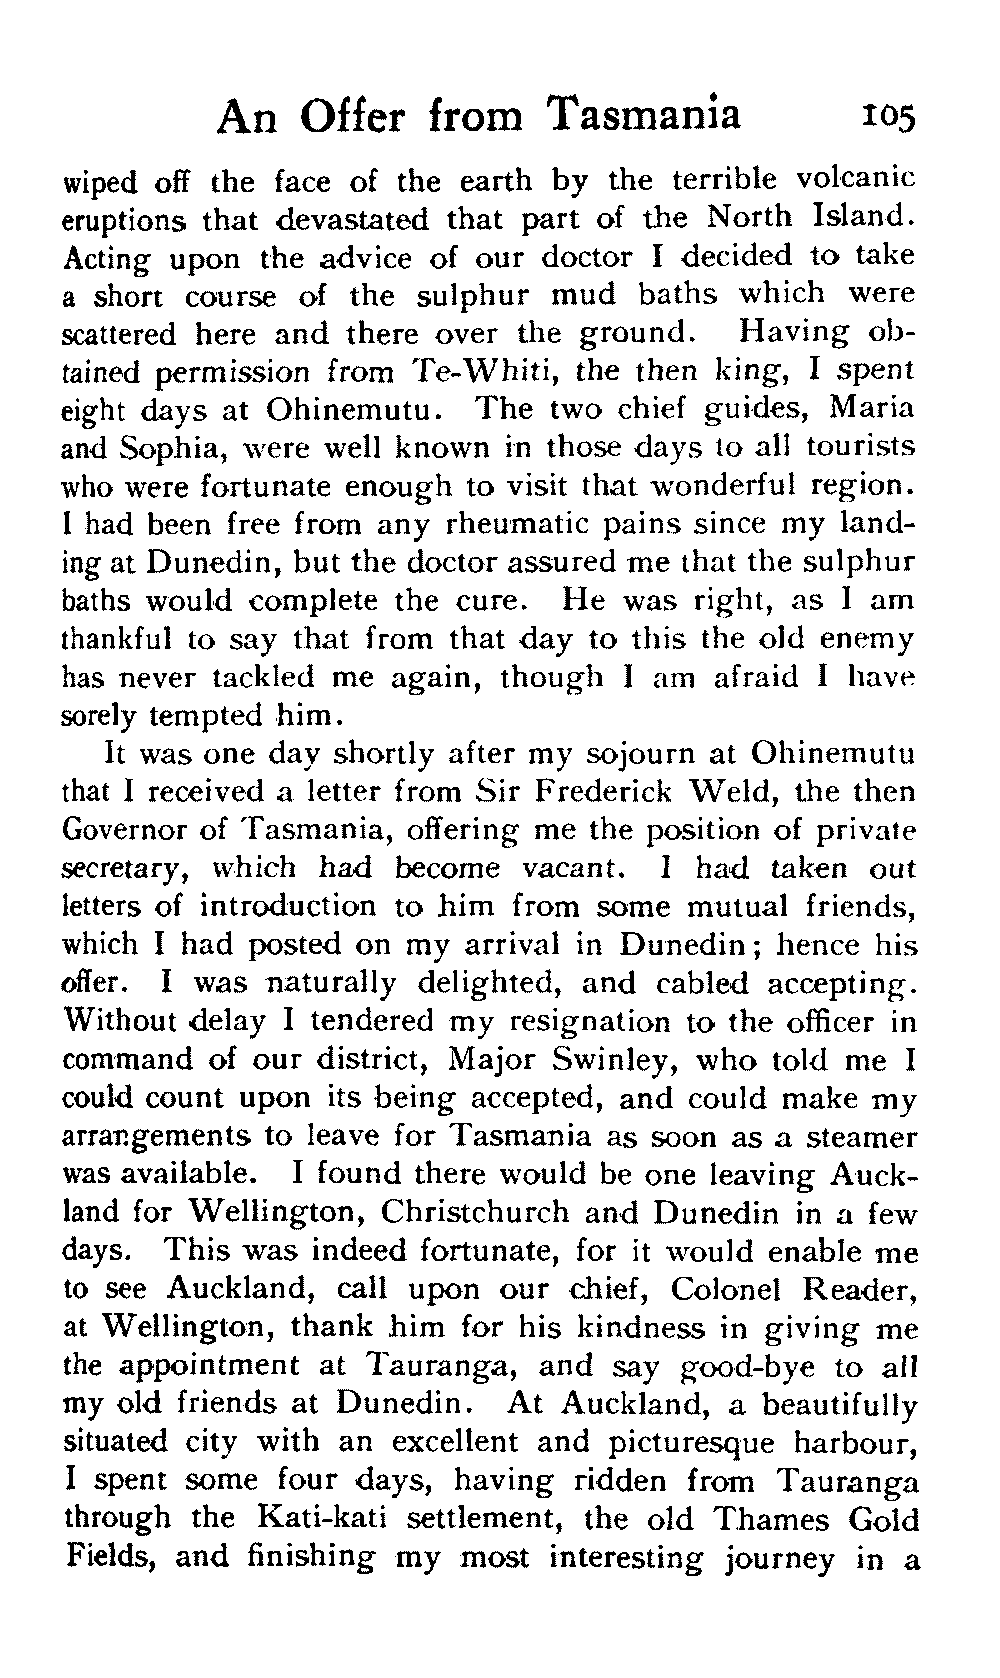 An Offer from Tasmania 105
wiped off the face of the earth by the terrible volcanic
eruptions that devastated that part of the North Island.
Acting upon the advice of our doctor I decided to take
a short course of the sulphur mud baths which were
scattered here and there over the ground. Having ob-
tained permission from Te-Whiti, the then king, I spent
eight days at Ohinemutu. The two chief guides, Maria
and Sophia, were well known in those days to all tourists
who were fortunate enough to visit that wonderful region.
I had been free from any rheumatic pains since my land-
ing at Dunedin, but the doctor assured me that the sulphur
baths would complete the cure. He was right, as I am
thankful to say that from that day to this the old enemy
has never tackled me again, though I am afraid I have
sorely tempted him.
It was one day shortly after my sojourn at Ohinemutu
that I received a letter from Sir Frederick Weld, the then
Governor of Tasmania, offering me the position of private
secretary, which had become vacant. I had taken out
letters of introduction to him from some mutual friends,
which I had posted on my arrival in Dunedin; hence his
offer. I was naturally delighted, and cabled accepting.
Without delay I tendered my resignation to the officer in
command of our district, Major Swinley, who told me I
could count upon its being accepted, and could make my
arrangements to leave for Tasmania as soon as a steamer
was available. I found there would be one leaving Auck-
land for Wellington, Christchurch and Dunedin in a few
days. This was indeed fortunate, for it would enable me
to see Auckland, call upon our chief, Colonel Reader,
at Wellington, thank him for his kindness in giving me
the appointment at Tauranga, and say good-bye to all
my old friends at Dunedin. At Auckland, a beautifully
situated city with an excellent and picturesque harbour,
I spent some four days, having ridden from Tauranga
through the Kati-kati settlement, the old Thames Gold
Fields, and finishing my most interesting journey in a